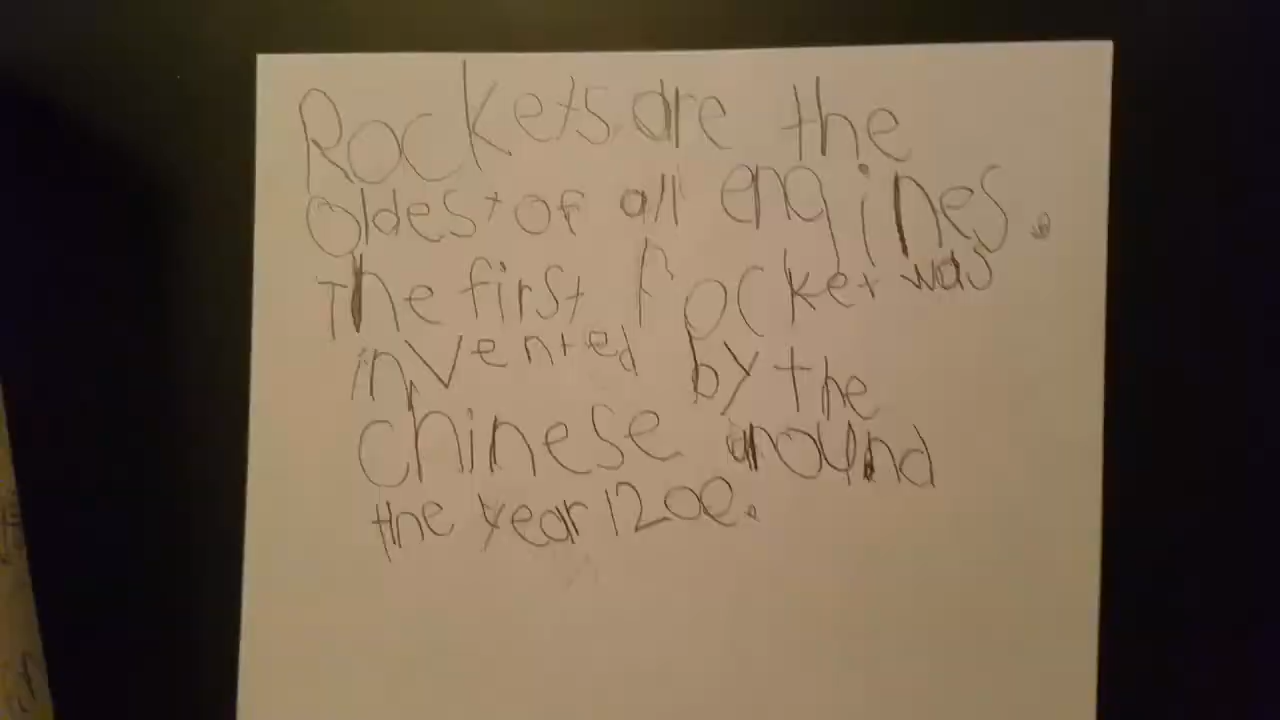 Rockets are the
oldest of all engines.
The first Rocket was
invented by the
chinese around
the year 1200.